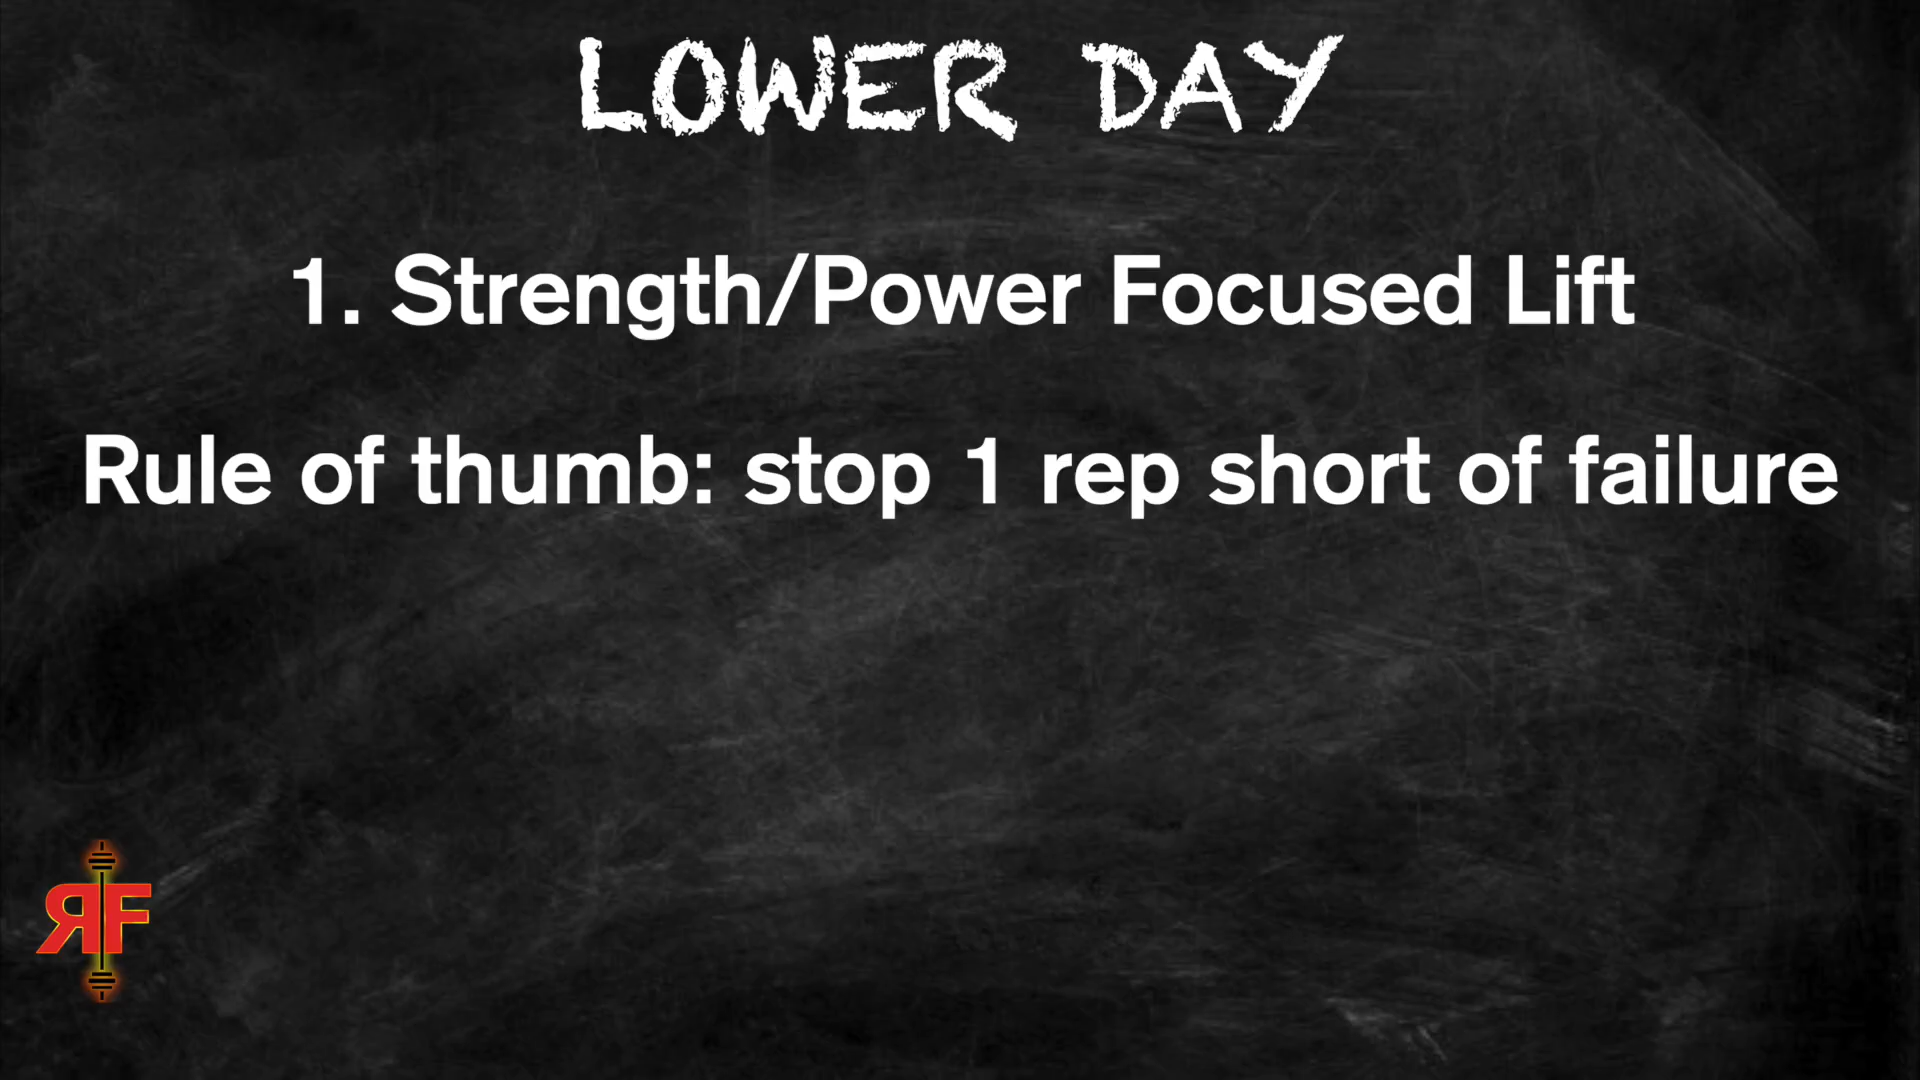 LOWER DAY
1. Strength/Power Focused Lift
Rule of thumb: stop 1 rep short of failure
RF